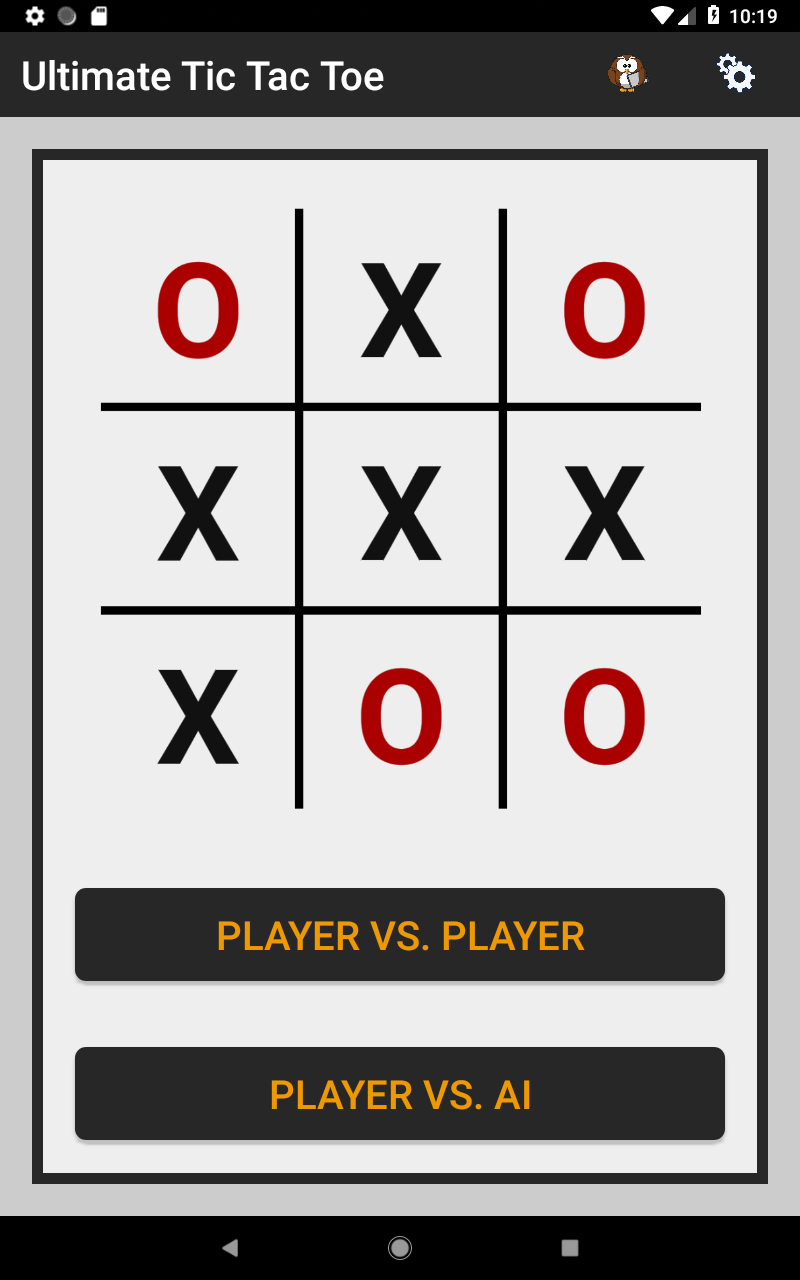 10:19
Ultimate Tic Tac Toe
O X O
X X X
X O O
PLAYER VS. PLAYER
PLAYER VS. AI